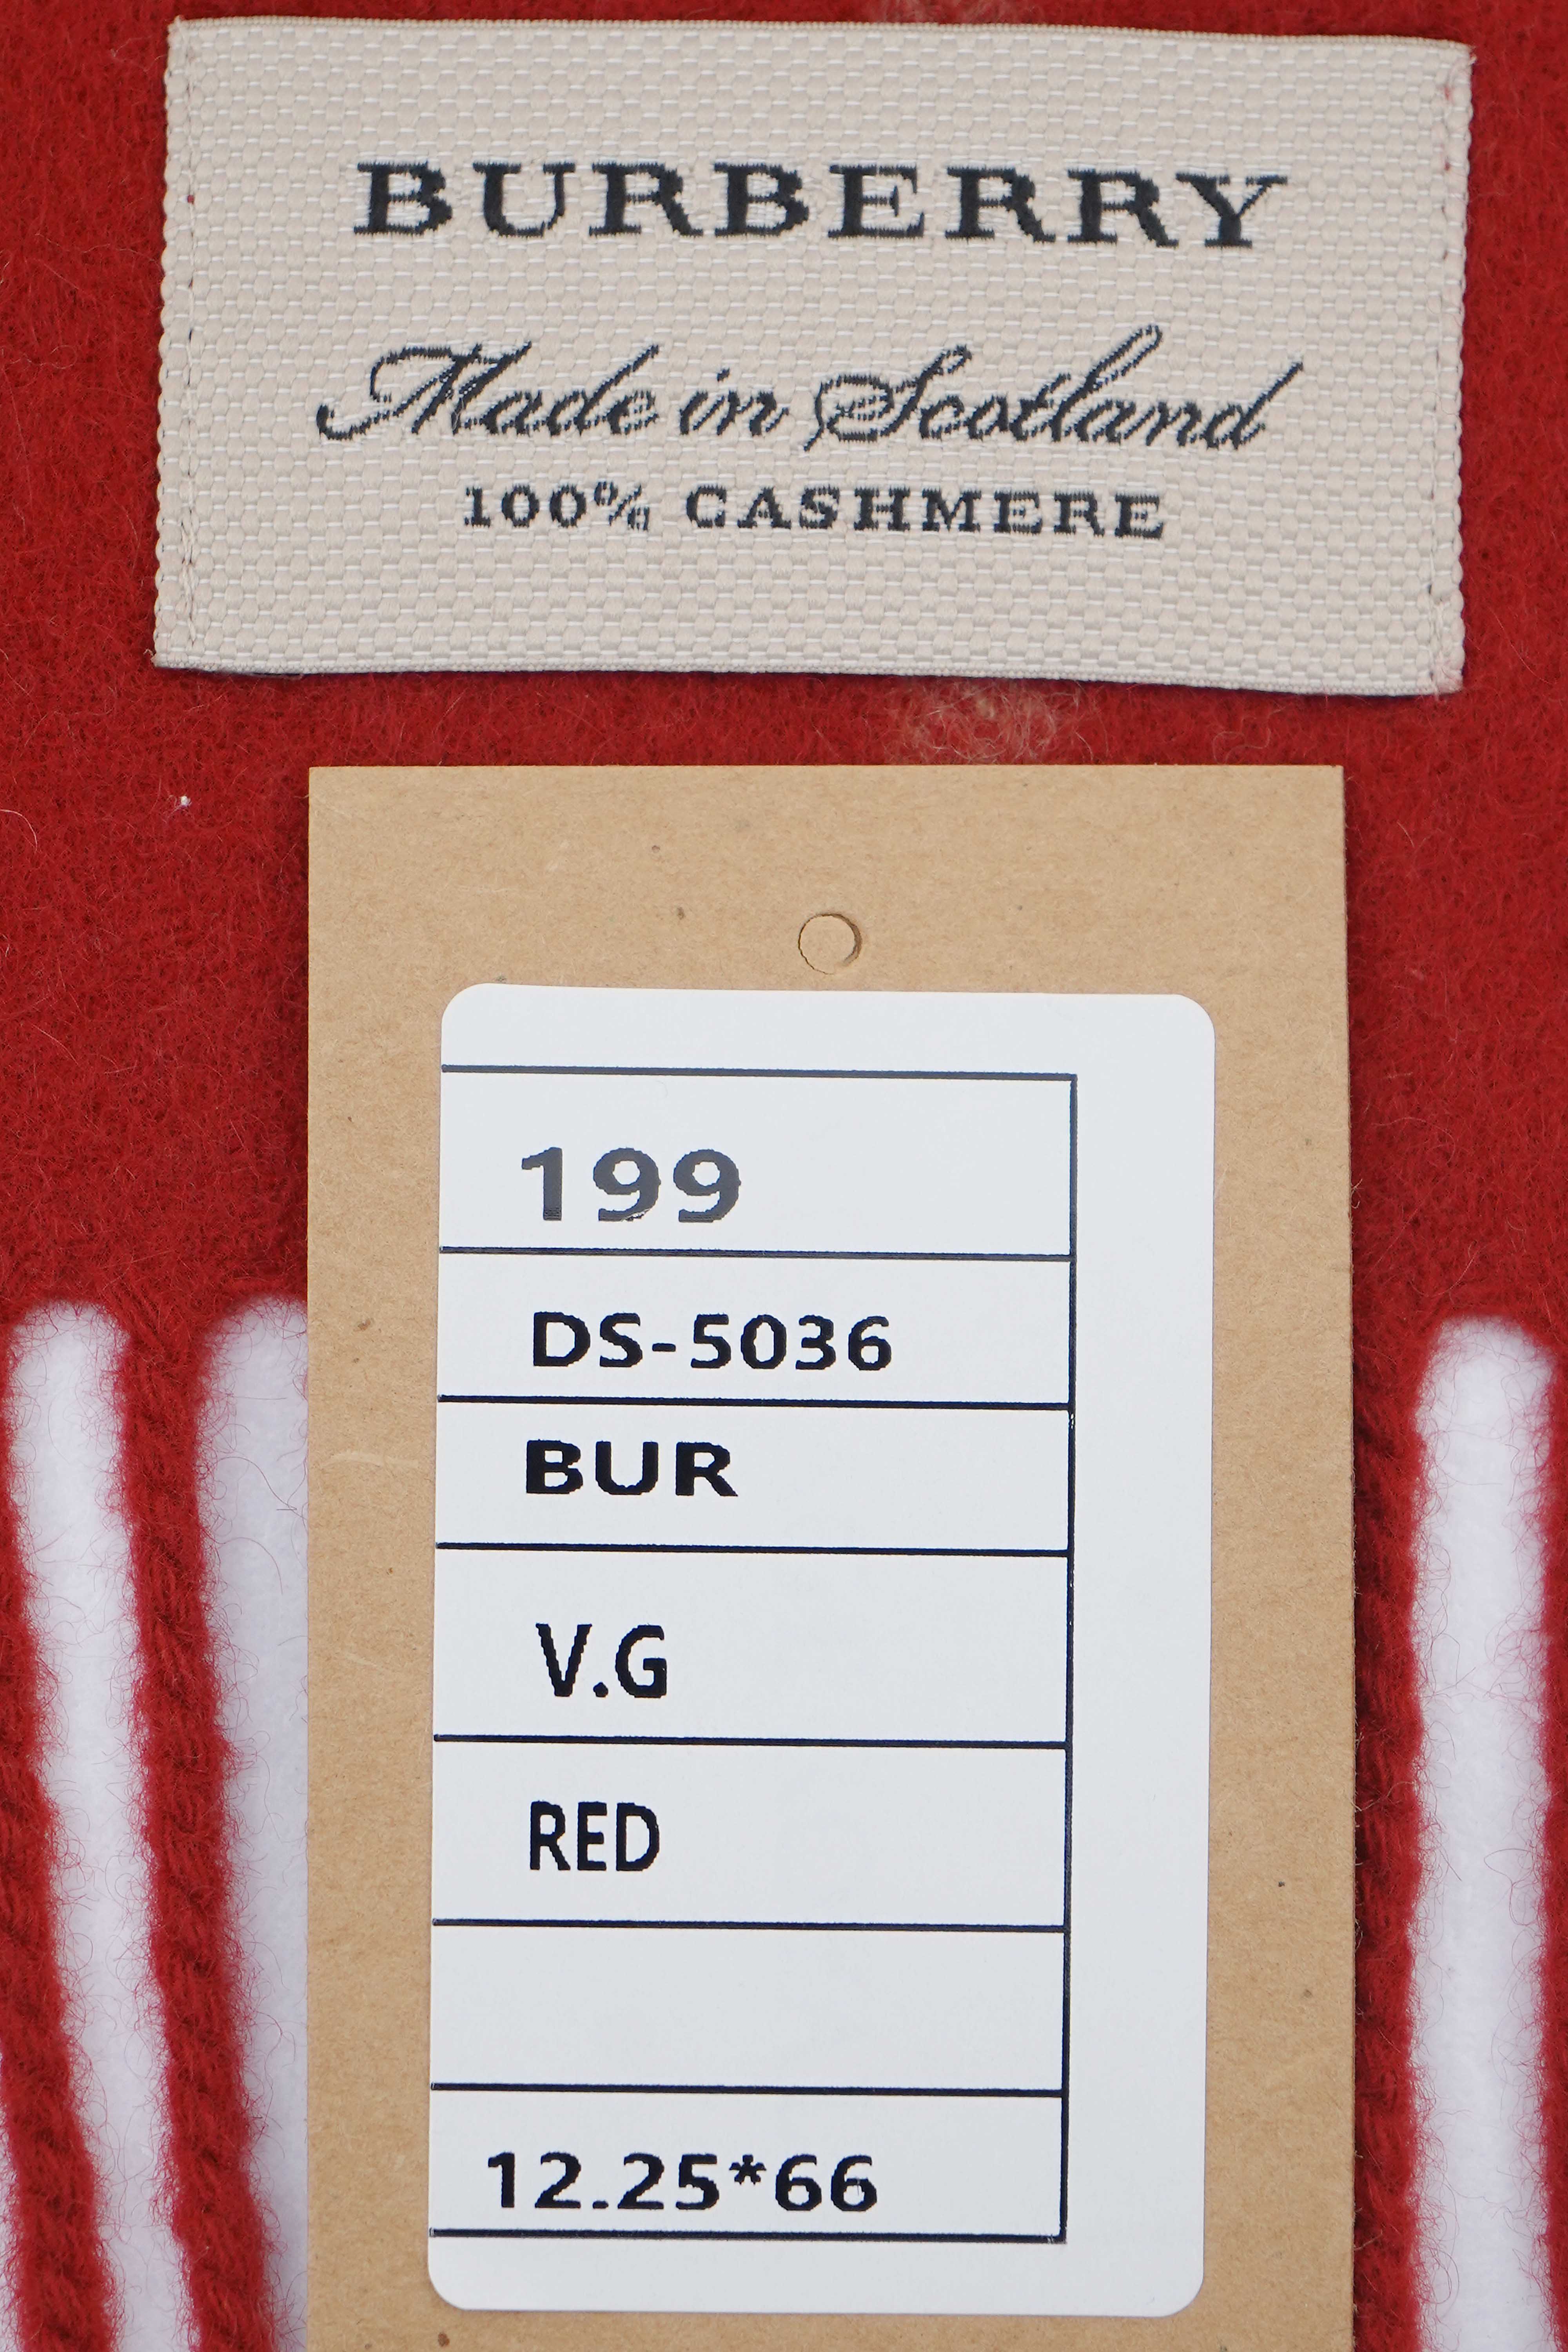 BURBERRY
Made in Scotland
100% CASHMERE
199
DS-5036
BUR
V.G
RED
12.25*66